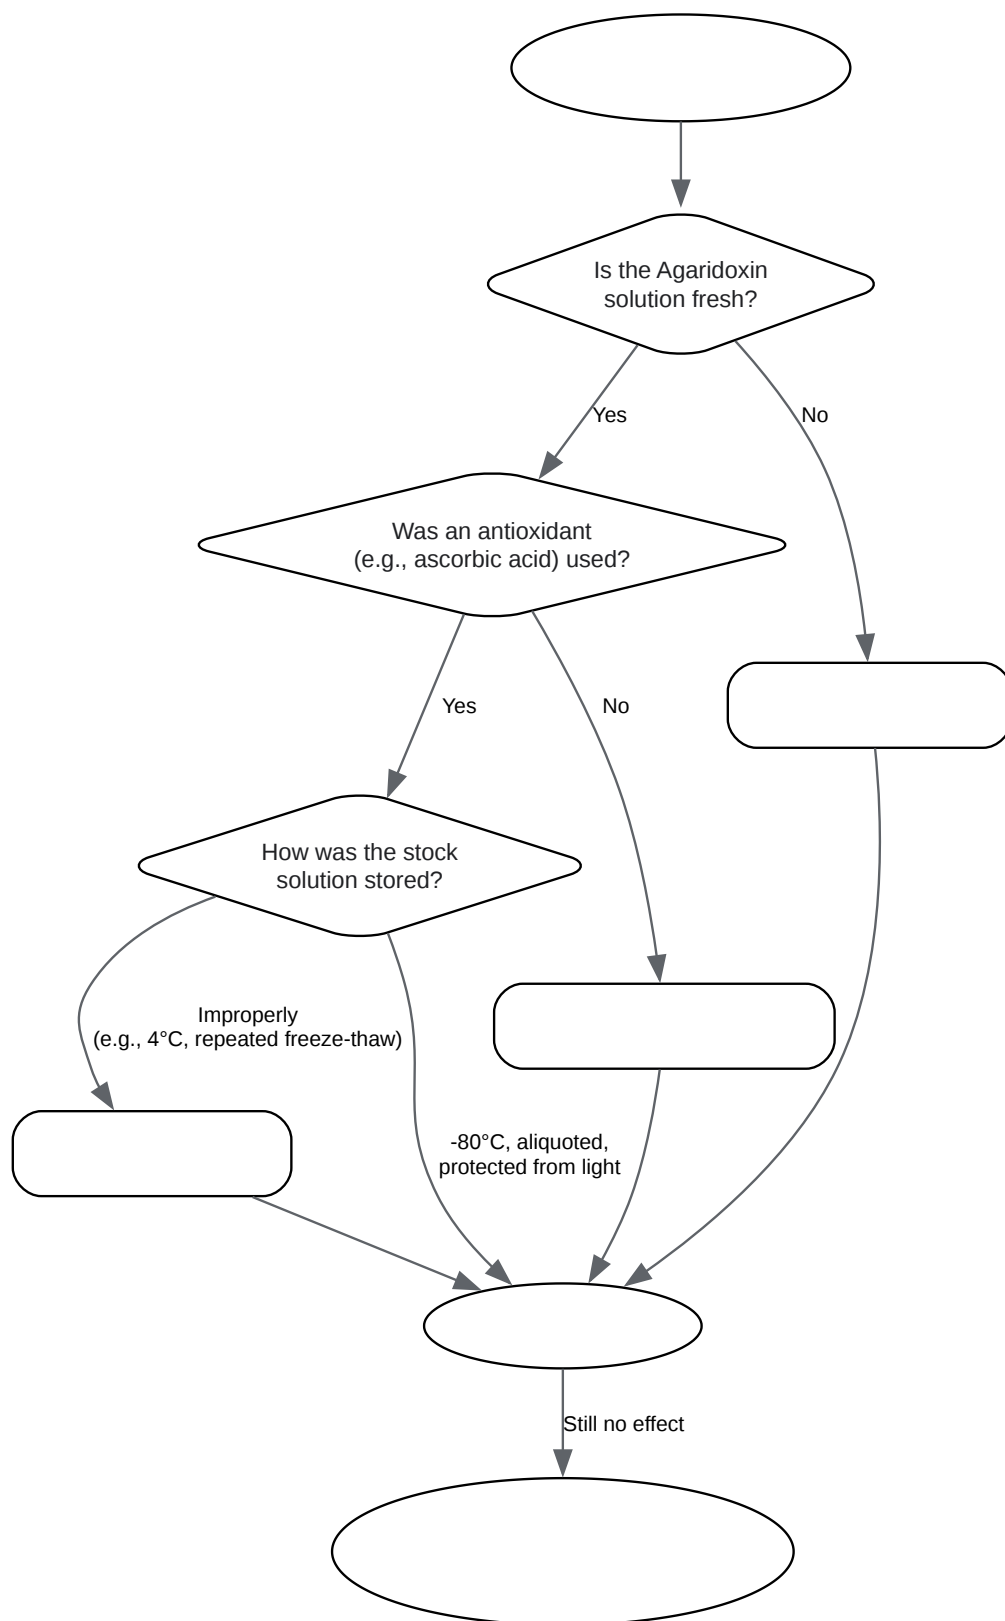 Is the Agaridoxin
solution fresh?
Yes
No
Was an antioxidant
(e.g., ascorbic acid) used?
Yes
No
How was the stock
solution stored?
Improperly
(e.g., 4°C, repeated freeze-thaw)
-80°C, aliquoted,
protected from light
Still no effect